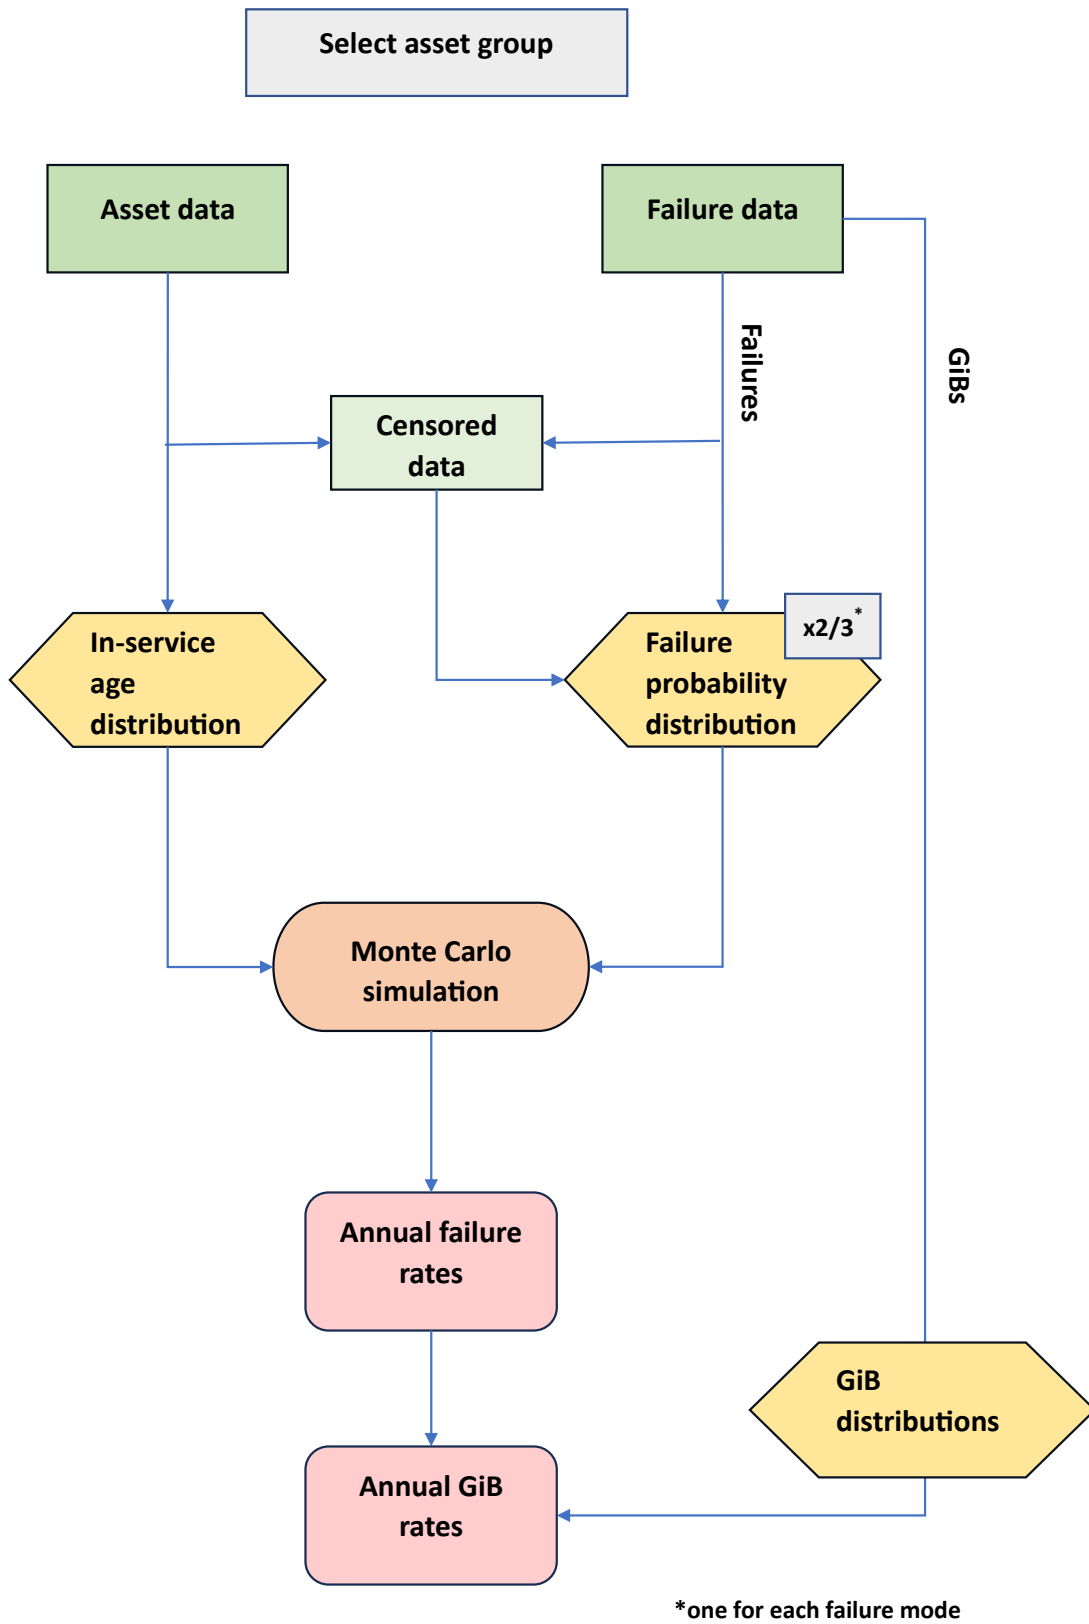 Select asset group
Asset data
Failure data
Failures
GiBs
Censored
data
In-service
age
distribution
x2/3*
Failure
probability
distribution
Monte Carlo
simulation
Annual failure
rates
GiB
distributions
Annual GiB
rates
*one for each failure mode